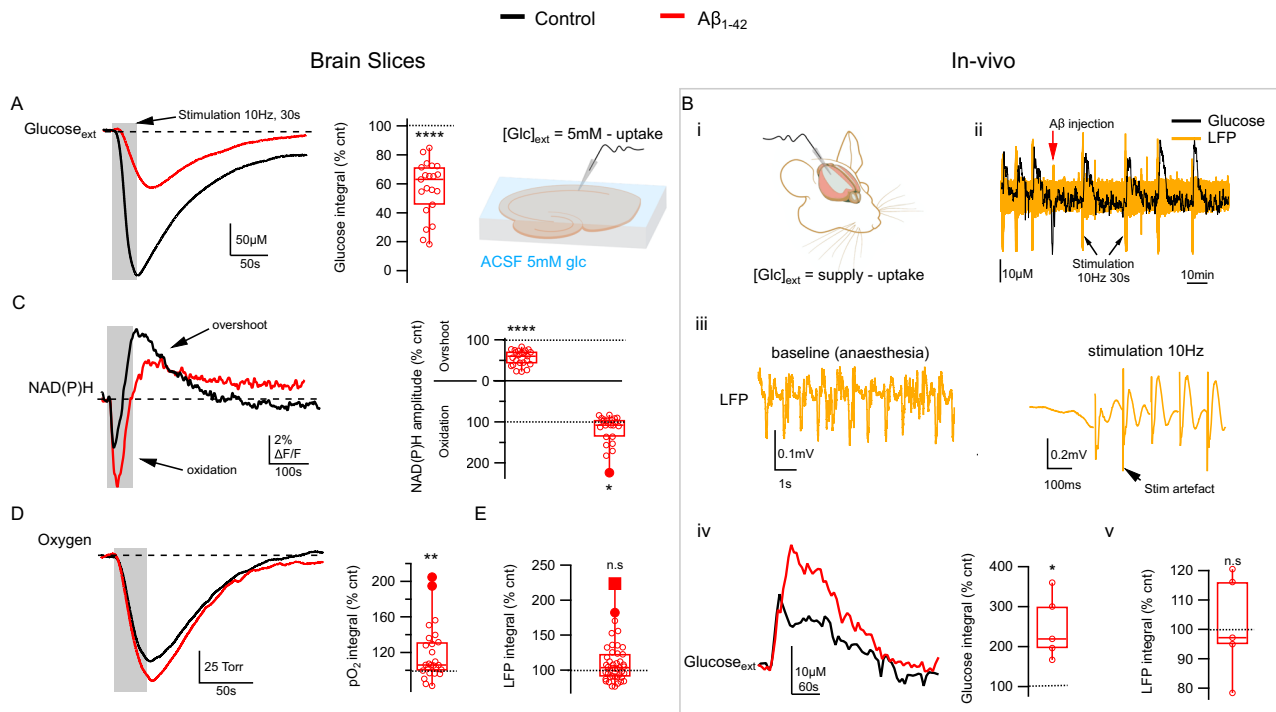 Control
Aβ1-42
Brain Slices
In-vivo
A
Glucoseext
Stimulation 10Hz, 30s
50µM
50s
Glucose integral (% cnt)
100
80
60
40
20
0
****
[Glc]ext = 5mM - uptake
ACSF 5mM glc
B
i
[Glc]ext = supply - uptake
ii
Aβ injection
Glucose
LFP
10µM
Stimulation
10Hz 30s
10min
C
NAD(P)H
overshoot
oxidation
2%
ΔF/F
100s
NAD(P)H amplitude (% cnt)
Oxidation
Ovrshoot
100
0
100
200
****
*
iii
LFP
baseline (anaesthesia)
0.1mV
1s
stimulation 10Hz
0.2mV
100ms
Stim artefact
D
Oxygen
25 Torr
50s
pO2 integral (% cnt)
200
160
120
80
**
E
LFP integral (% cnt)
250
200
150
100
50
n.s
iv
Glucoseext
10µM
60s
Glucose integral (% cnt)
400
300
200
100
*
v
LFP integral (% cnt)
120
110
100
90
80
n.s